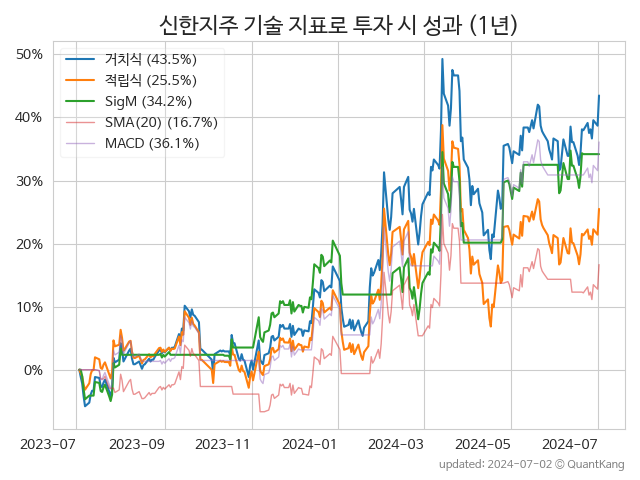 신한지주 기술 지표로 투자 시 성과 (1년)
거치식 (43.5%)
적립식 (25.5%)
SigM (34.2%)
SMA(20) (16.7%)
MACD (36.1%)
50%
40%
30%
20%
10%
0%
2023-07 2023-09 2023-11 2024-01 2024-03 2024-05 2024-07
updated: 2024-07-02 © QuantKang